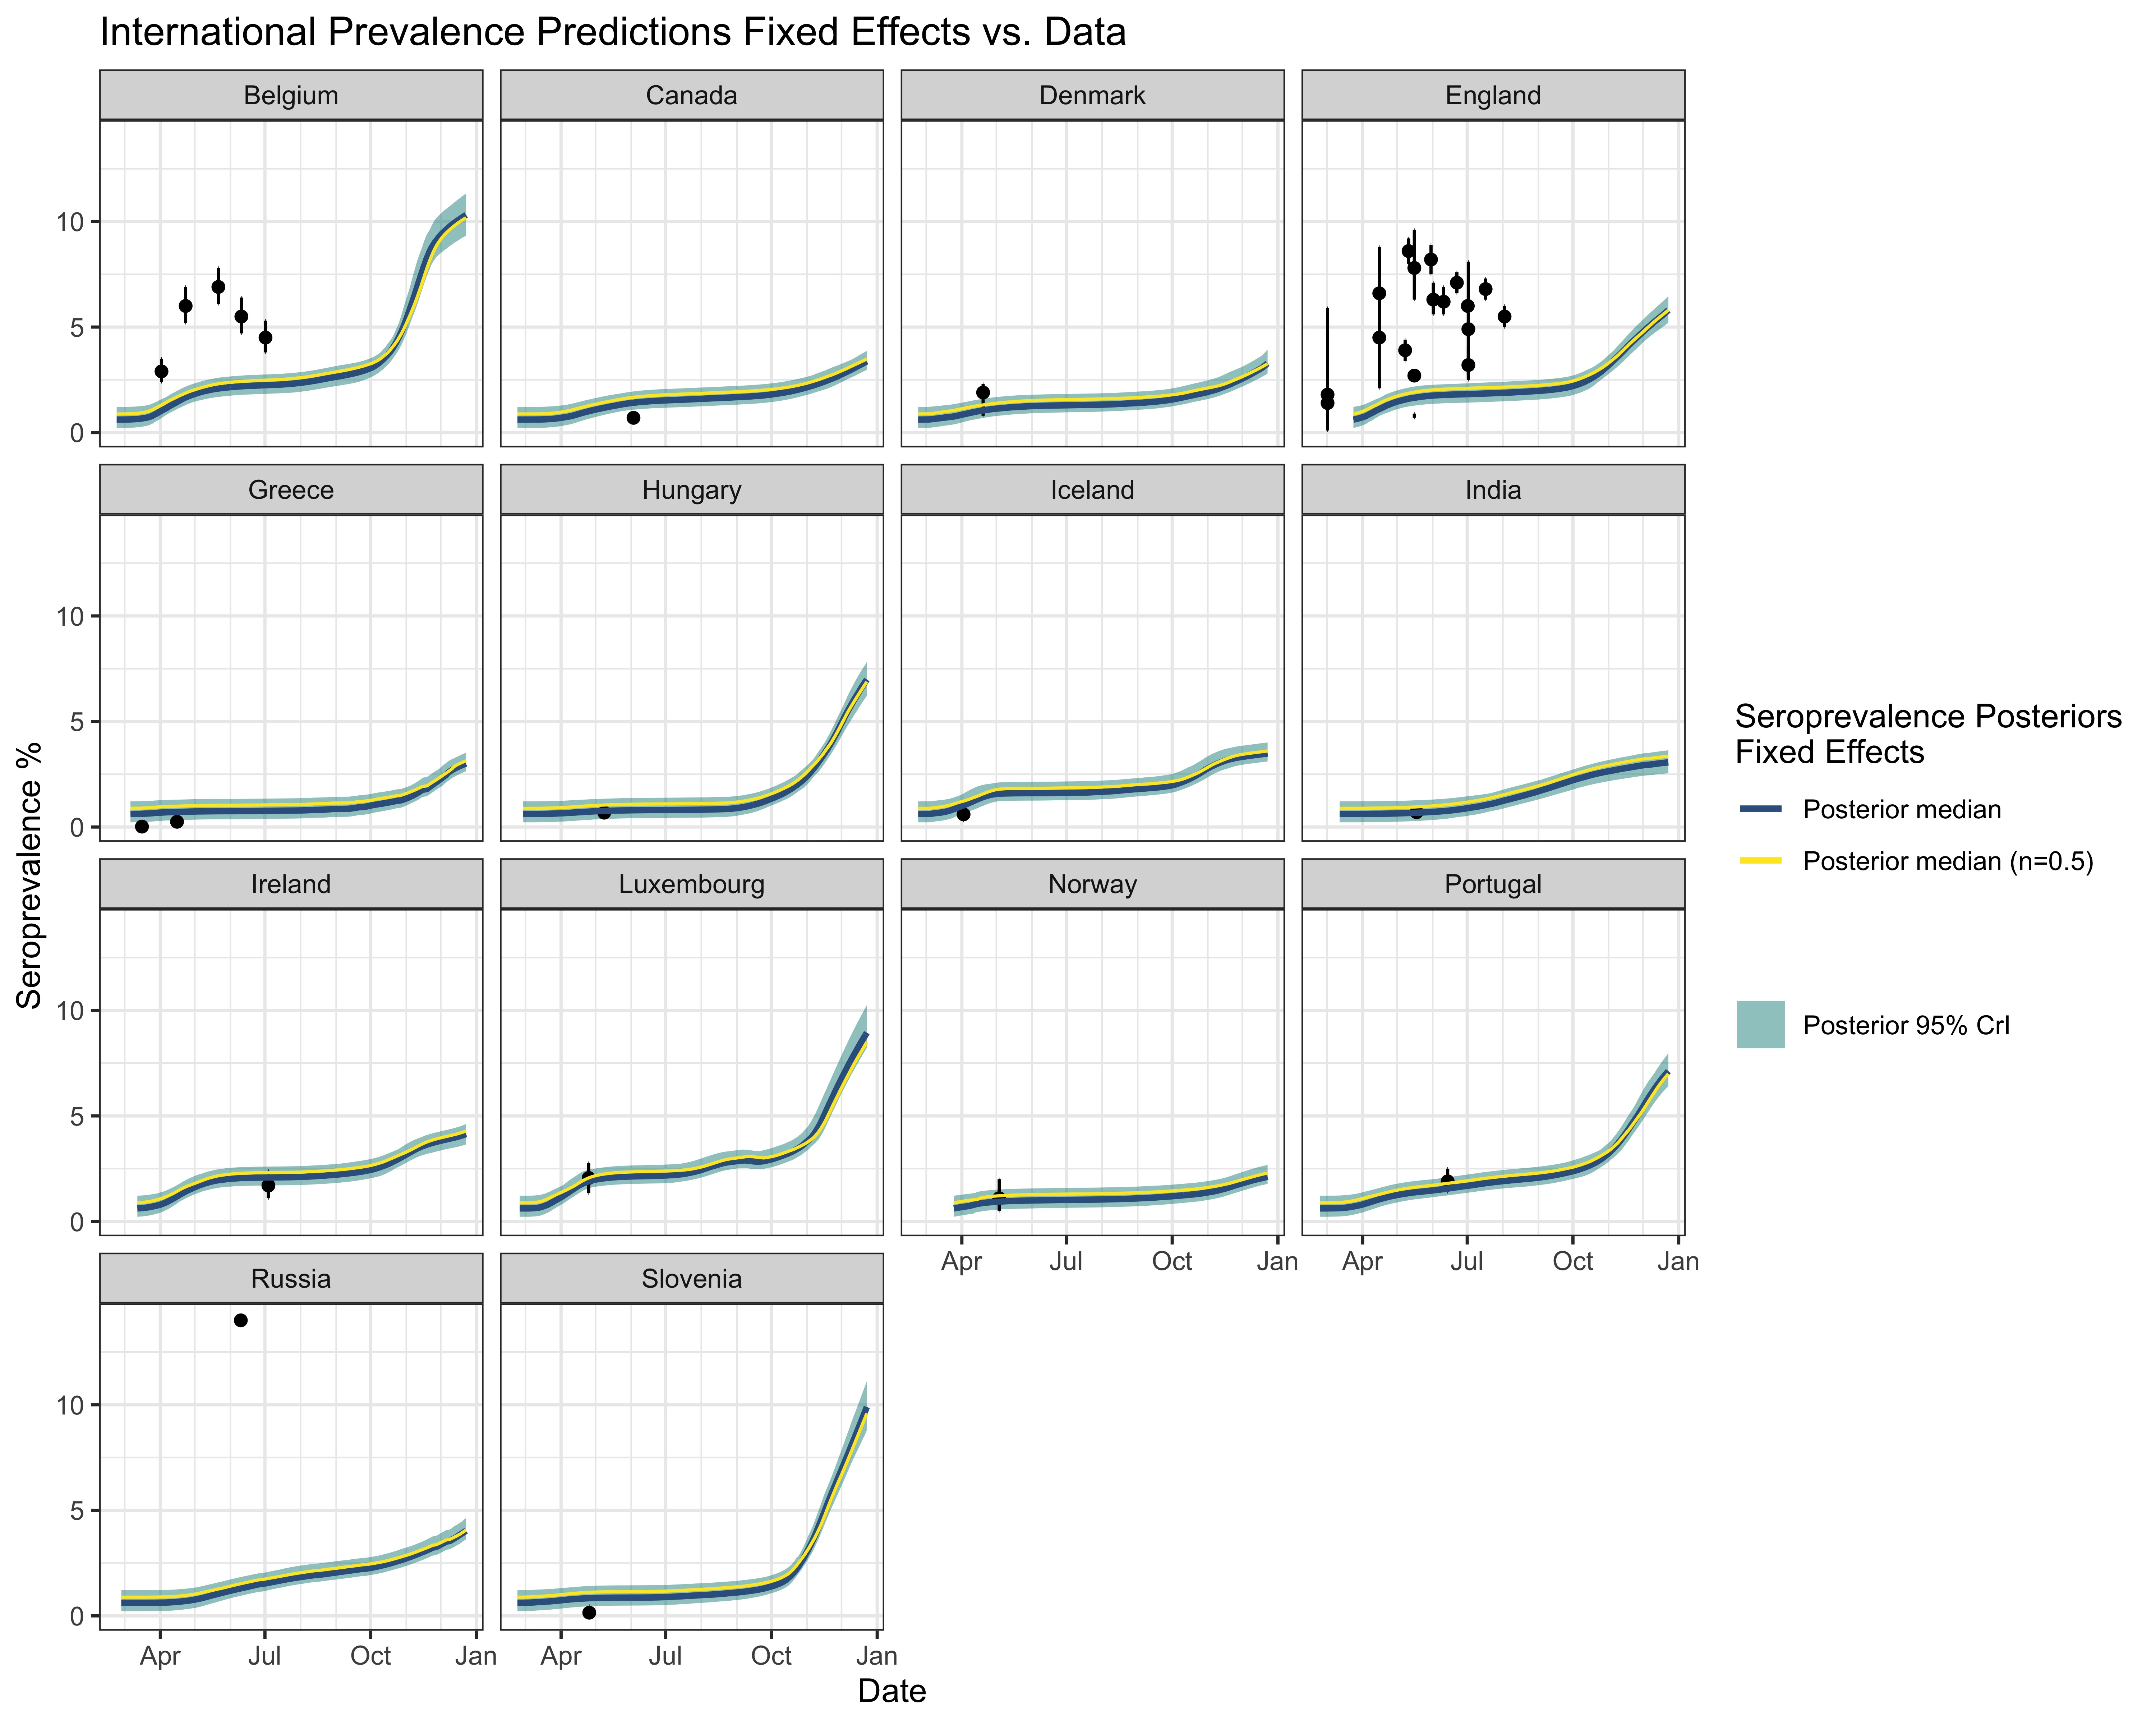 International Prevalence Predictions Fixed Effects vs. Data
Belgium Canada Denmark England
10
5
0
Greece Hungary Iceland India
10
5
0
Ireland Luxembourg Norway Portugal
10
5
0
Apr Jul Oct Jan Apr Jul Oct Jan
Russia Slovenia
10
5
0
Apr Jul Oct Jan Apr Jul Oct Jan
Date
Seroprevalence %
Seroprevalence Posteriors
Fixed Effects
Posterior median
Posterior median (n=0.5)
Posterior 95% CrI